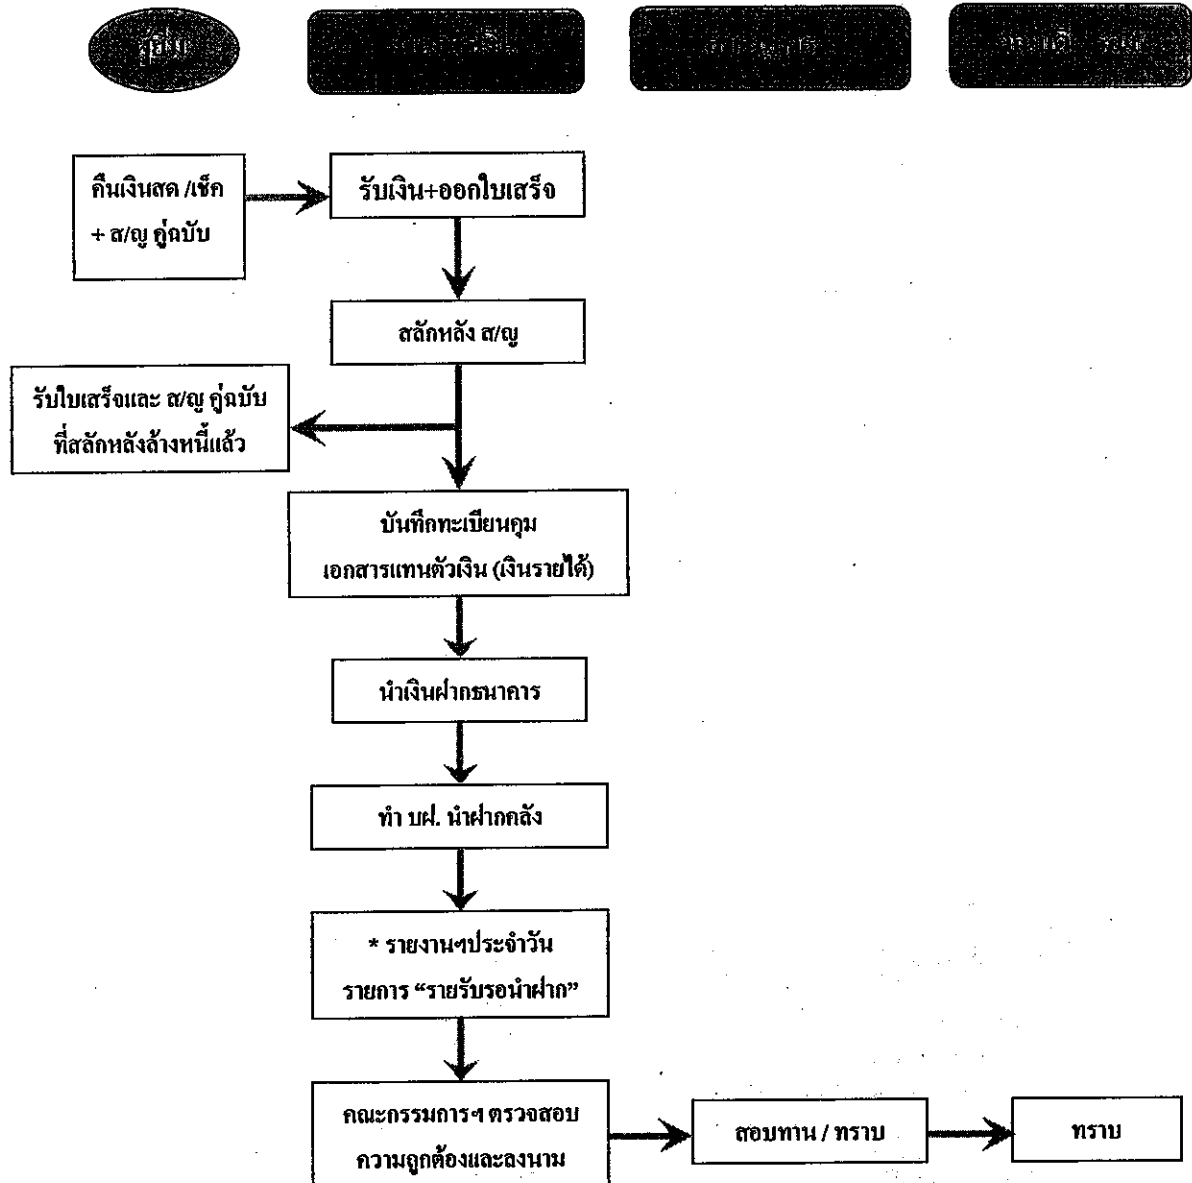 ผู้ยืม
คืนเงินสด /เช็ค
+ ส/ญ คู่ฉบับ
รับเงิน+ออกใบเสร็จ
สลักหลัง ส/ญ
รับใบเสร็จและ ส/ญ คู่ฉบับ
ที่สลักหลังล้างหนี้แล้ว
บันทึกทะเบียนคุม
เอกสารแทนตัวเงิน (เงินรายได้)
นำเงินฝากธนาคาร
ทำ บฝ. นำฝากคลัง
* รายงานฯประจำวัน
รายการ “รายรับรอนำฝาก”
คณะกรรมการฯ ตรวจสอบ
ความถูกต้องและลงนาม
สอบทาน / ทราบ
ทราบ